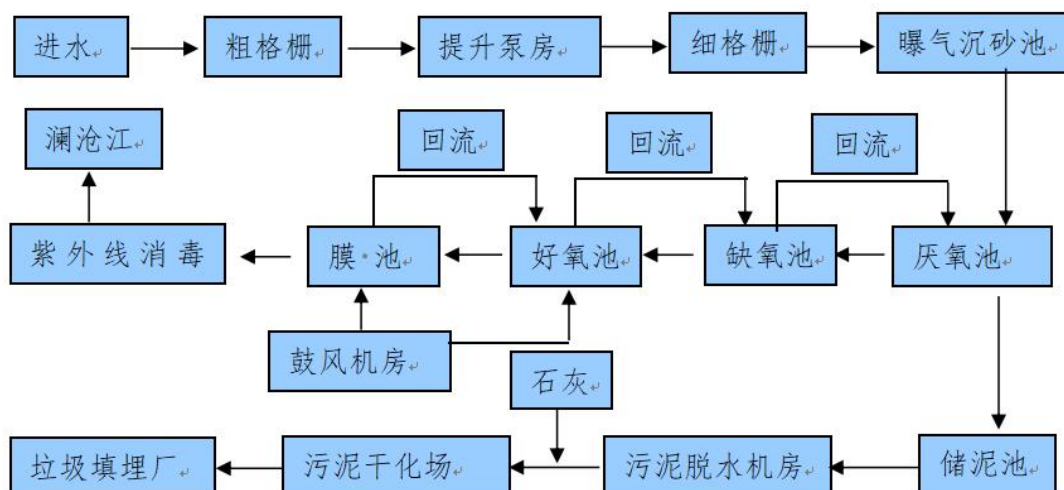 进水
粗格栅
提升泵房
细格栅
曝气沉砂池
澜沧江
回流
回流
回流
紫外线消毒
膜·池
好氧池
缺氧池
厌氧池
鼓风机房
石灰
垃圾填埋厂
污泥干化场
污泥脱水机房
储泥池